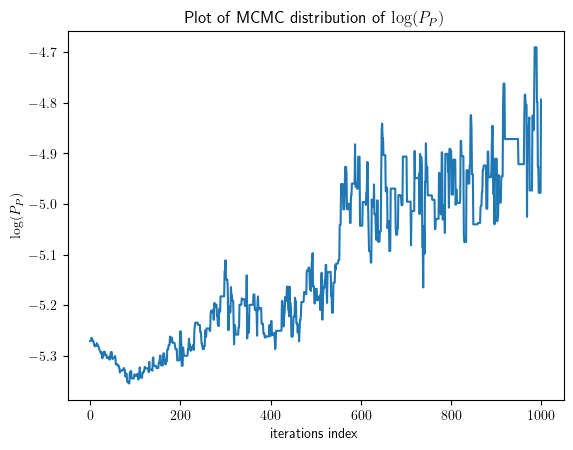 Plot of MCMC distribution of log(P_P)
log(P_P)
−4.7
−4.8
−4.9
−5.0
−5.1
−5.2
−5.3
0 200 400 600 800 1000
iterations index